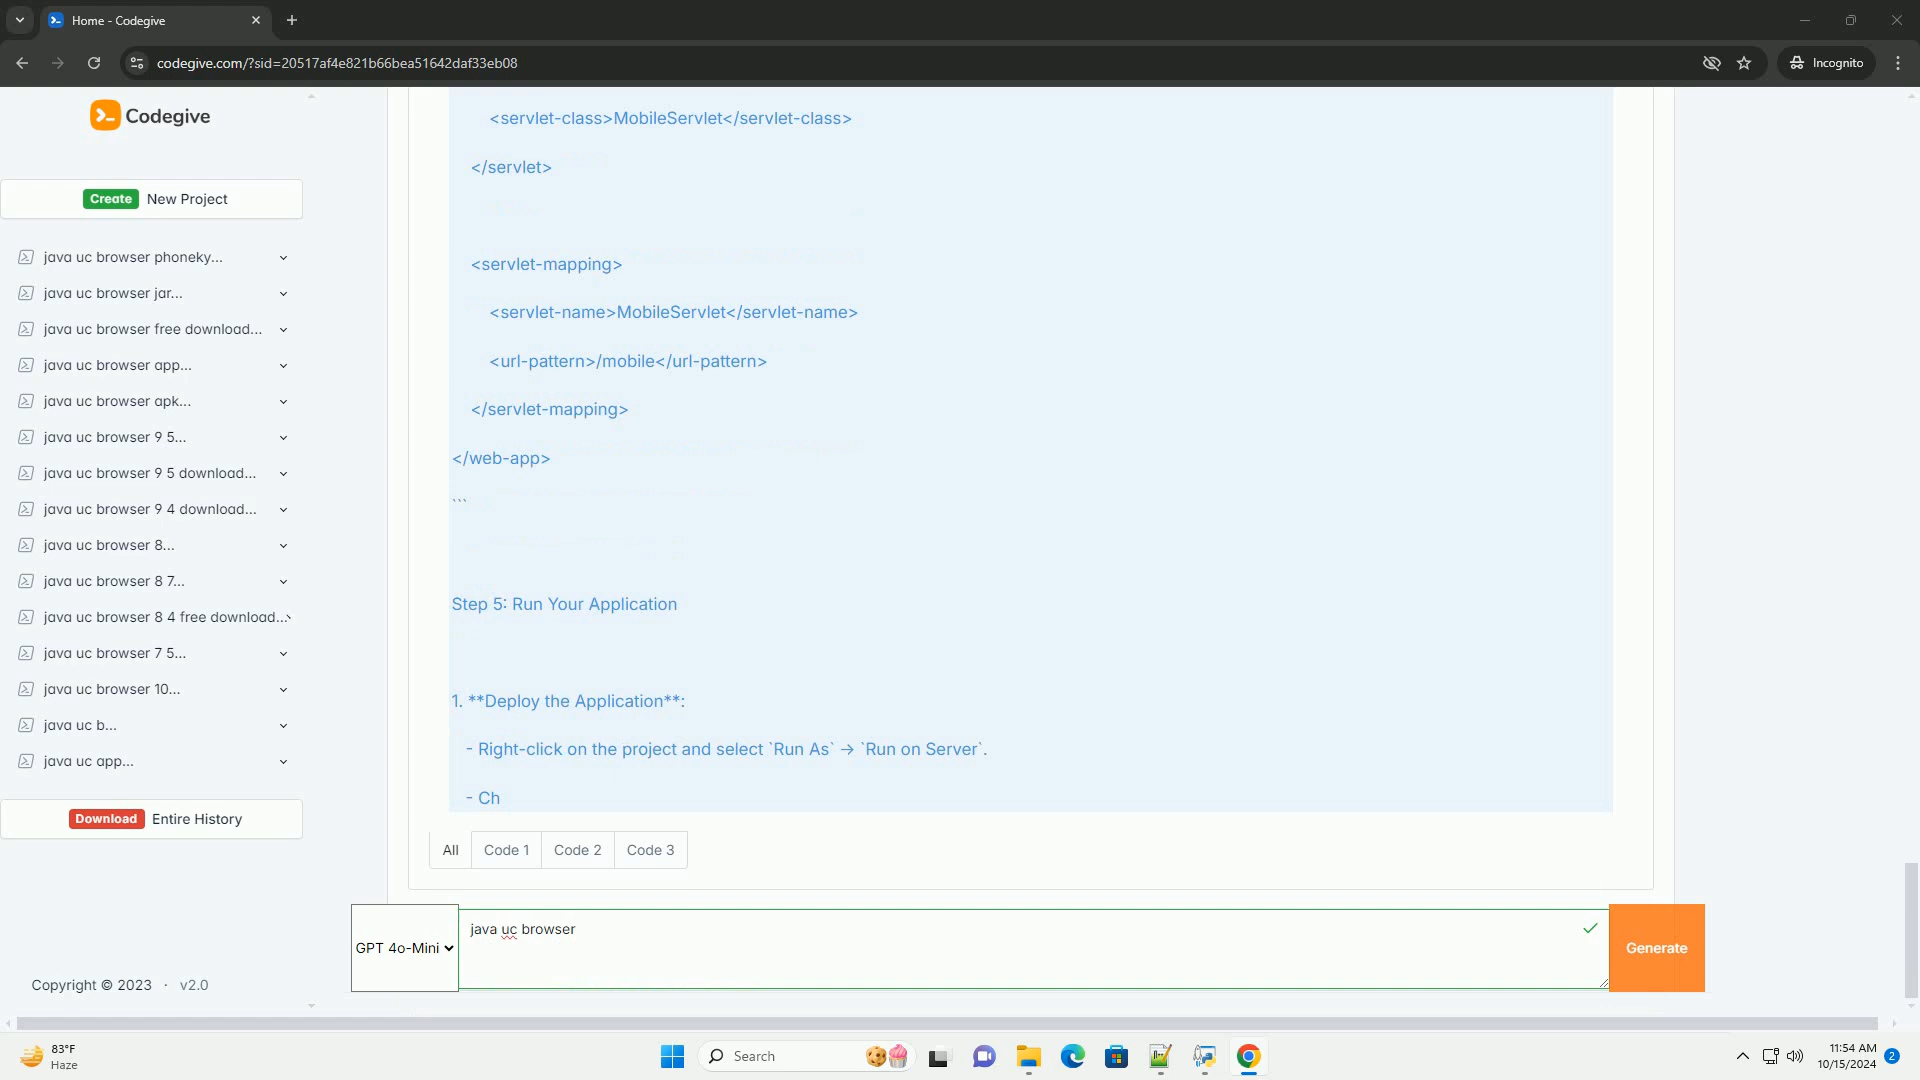 Home - Codegive
codegive.com/?sid=20517af4e821b66bea51642daf33eb08
Incognito
Codegive
Create New Project
java uc browser phoneky...
java uc browser jar...
java uc browser free download...
java uc browser app...
java uc browser apk...
java uc browser 9 5...
java uc browser 9 5 download...
java uc browser 9 4 download...
java uc browser 8...
java uc browser 8 7...
java uc browser 8 4 free download...
java uc browser 7 5...
java uc browser 10...
java uc b...
java uc app...
Download Entire History
Copyright © 2023 · v2.0
<servlet-class>MobileServlet</servlet-class>
</servlet>
<servlet-mapping>
<servlet-name>MobileServlet</servlet-name>
<url-pattern>/mobile</url-pattern>
</servlet-mapping>
</web-app>
```
Step 5: Run Your Application
1. **Deploy the Application**:
- Right-click on the project and select `Run As` → `Run on Server`.
- Ch
All Code 1 Code 2 Code 3
GPT 4o-Mini
java uc browser
Generate
83°F
Haze
Search
11:54 AM
10/15/2024
2